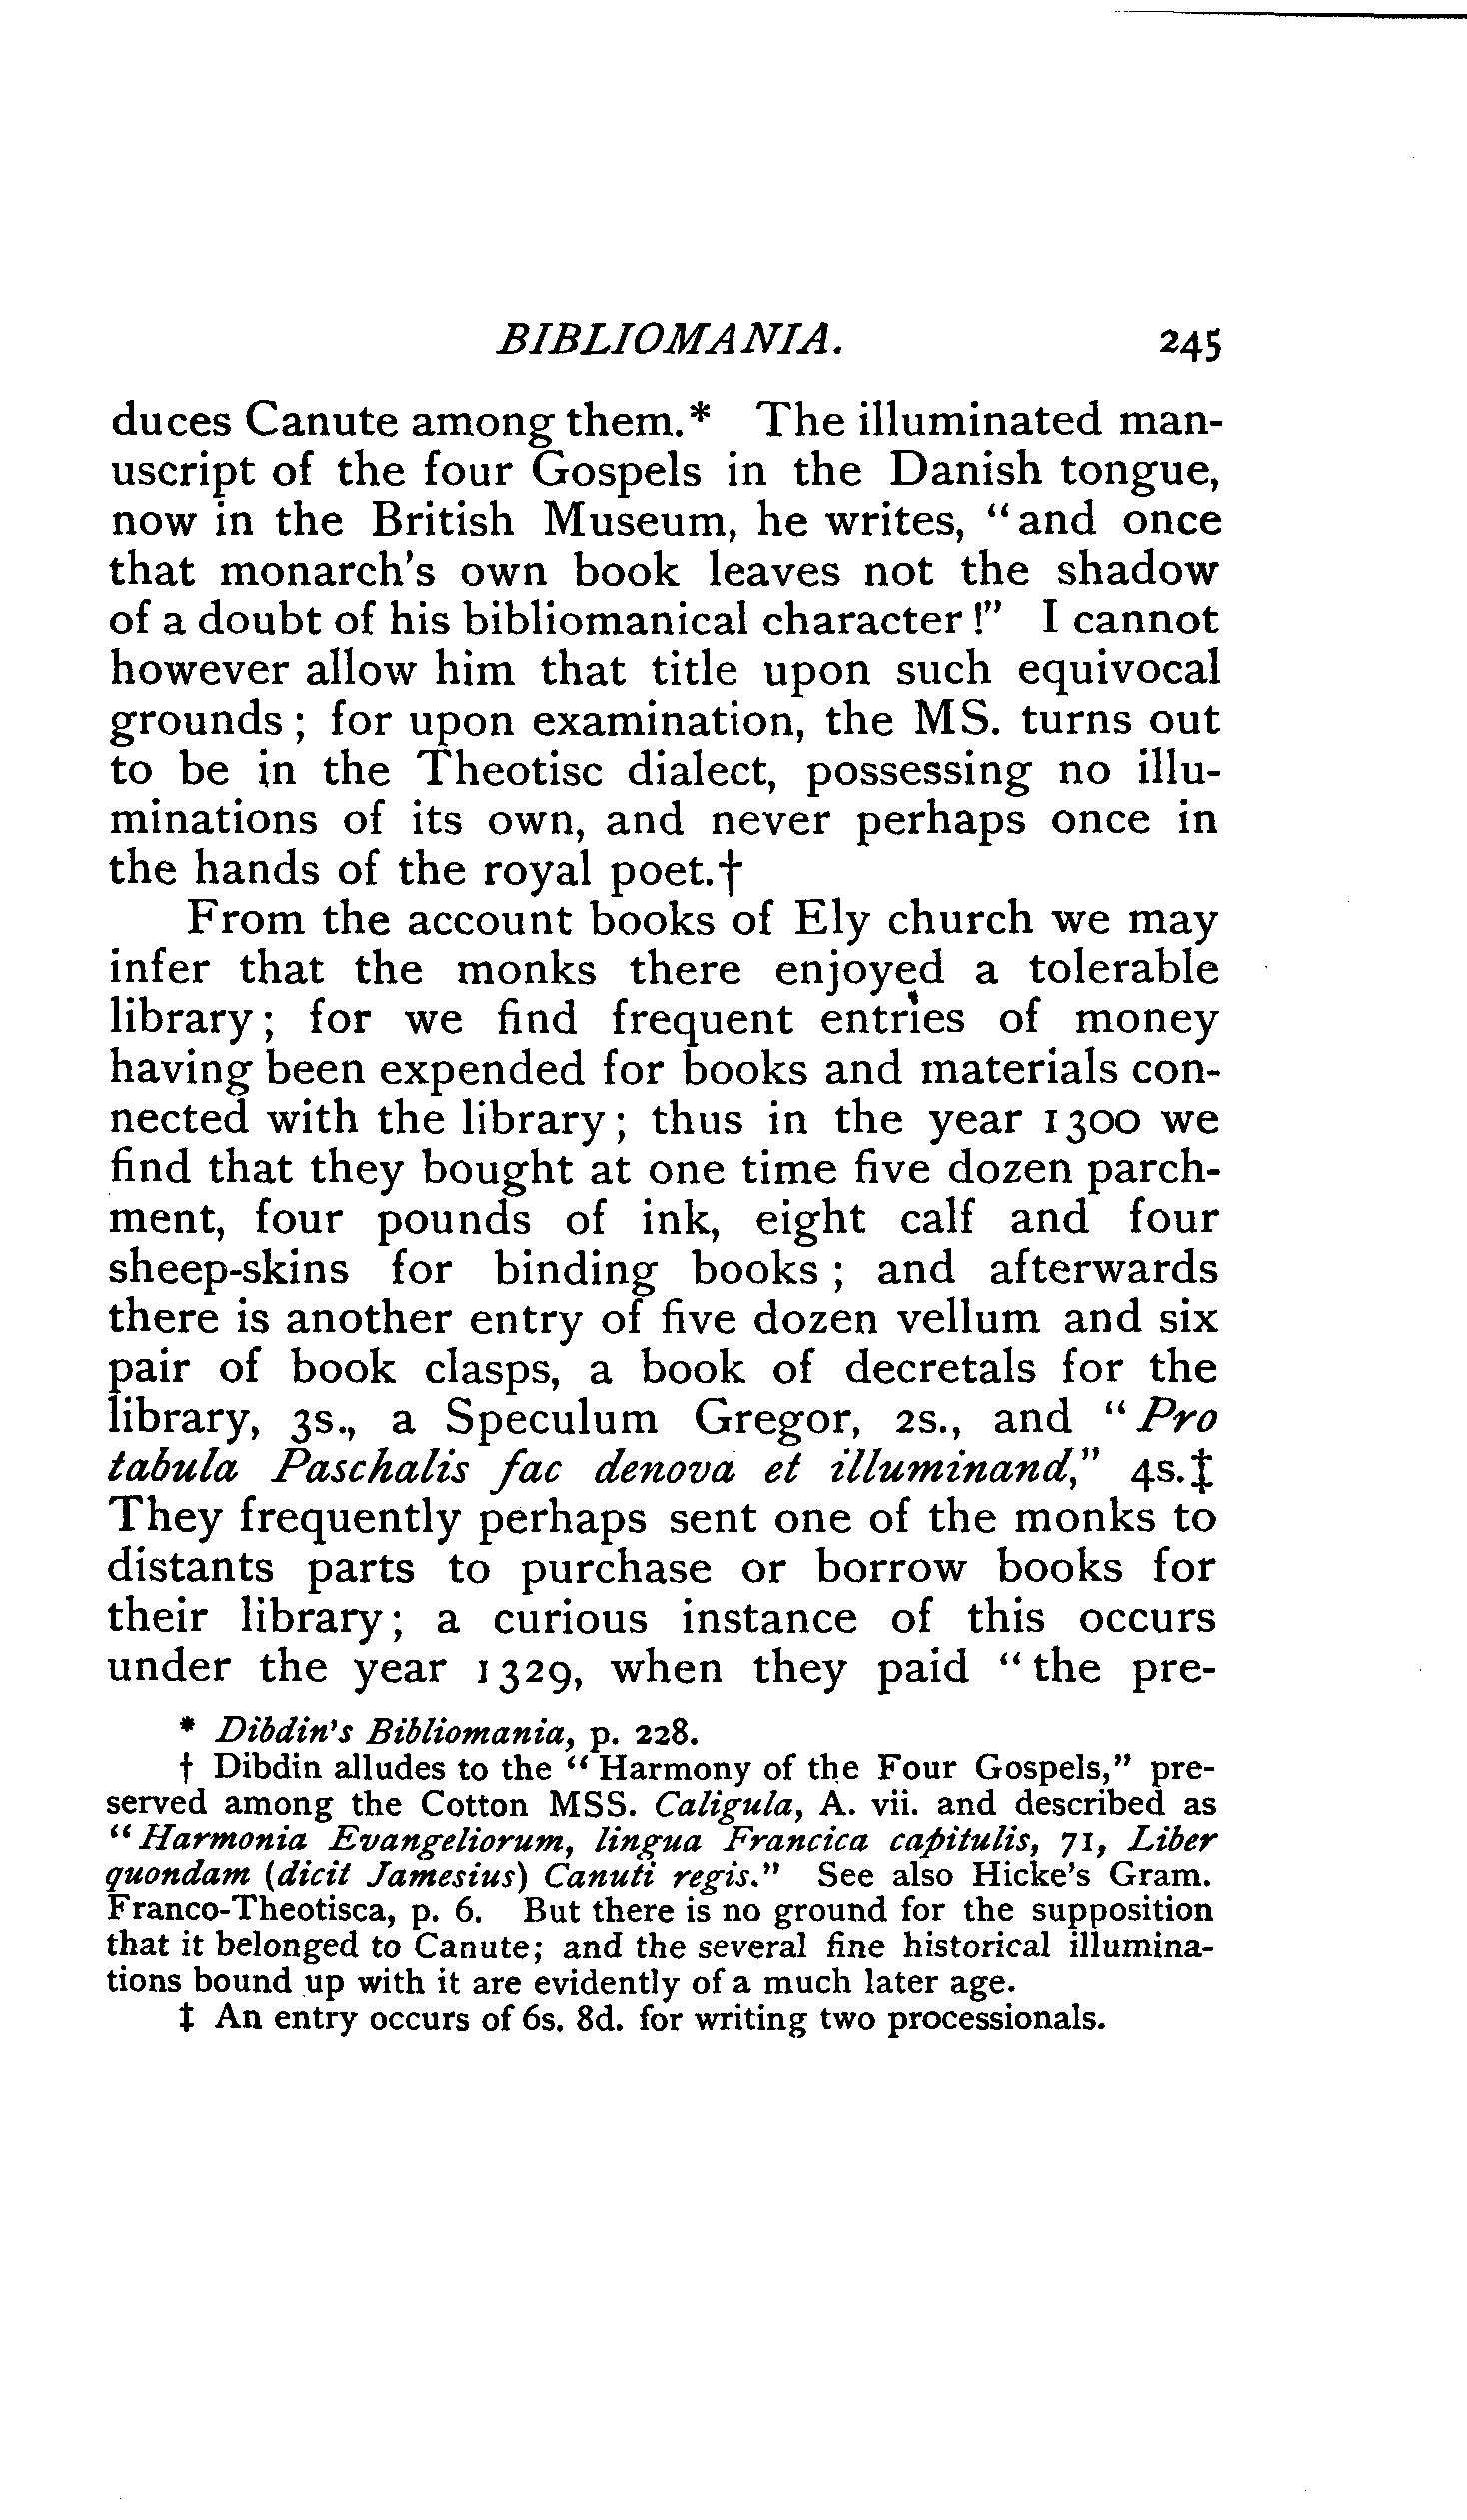 BIBLIOMANIA. 245
duces Canute among them.* The illuminated man-
uscript of the four Gospels in the Danish tongue,
now in the British Museum, he writes, “and once
that monarch's own book leaves not the shadow
of a doubt of his bibliomanical character!” I cannot
however allow him that title upon such equivocal
grounds; for upon examination, the MS. turns out
to be in the Theotisc dialect, possessing no illu-
minations of its own, and never perhaps once in
the hands of the royal poet.†
From the account books of Ely church we may
infer that the monks there enjoyed a tolerable
library; for we find frequent entries of money
having been expended for books and materials con-
nected with the library; thus in the year 1300 we
find that they bought at one time five dozen parch-
ment, four pounds of ink, eight calf and four
sheep-skins for binding books; and afterwards
there is another entry of five dozen vellum and six
pair of book clasps, a book of decretals for the
library, 3s., a Speculum Gregor, 2s., and “Pro
tabula Paschalis fac denova et illuminand,” 4s.‡
They frequently perhaps sent one of the monks to
distants parts to purchase or borrow books for
their library; a curious instance of this occurs
under the year 1329, when they paid “the pre-
* Dibdin's Bibliomania, p. 228.
† Dibdin alludes to the “Harmony of the Four Gospels,” pre-
served among the Cotton MSS. Caligula, A. vii. and described as
“Harmonia Evangeliorum, lingua Francica capitulis, 71, Liber
quondam (dicit Jamesius) Canuti regis.” See also Hicke's Gram.
Franco-Theotisca, p. 6. But there is no ground for the supposition
that it belonged to Canute; and the several fine historical illumina-
tions bound up with it are evidently of a much later age.
‡ An entry occurs of 6s. 8d. for writing two processionals.